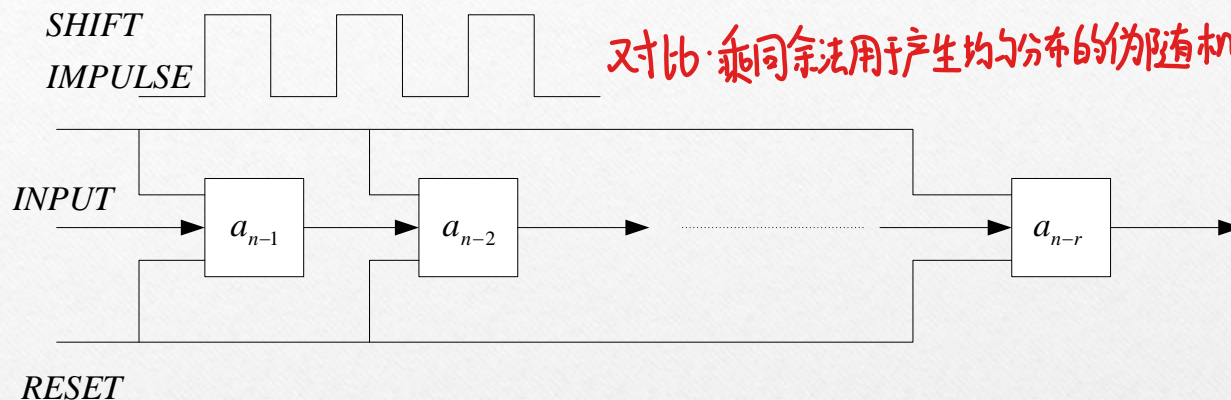 SHIFT
IMPULSE
对比·乘同余法用于产生均匀分布的伪随机
INPUT
a_{n-1}
a_{n-2}
a_{n-r}
RESET